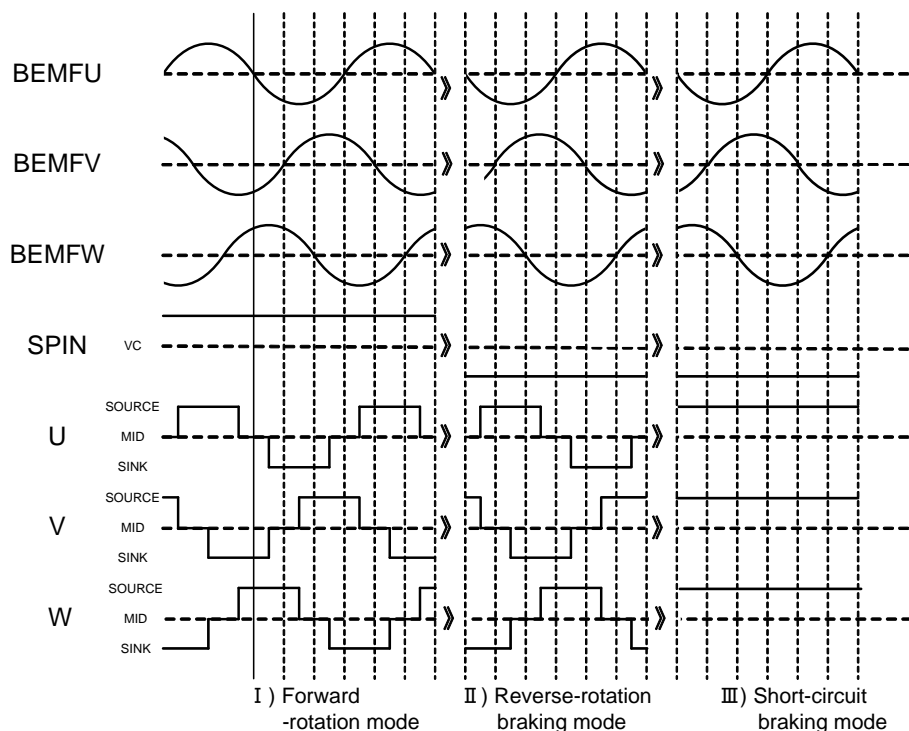 BEMFU
BEMFV
BEMFW
SPIN VC
SOURCE
U MID
SINK
SOURCE
V MID
SINK
SOURCE
W MID
SINK
Ⅰ) Forward
-rotation mode
Ⅱ) Reverse-rotation
braking mode
Ⅲ) Short-circuit
braking mode